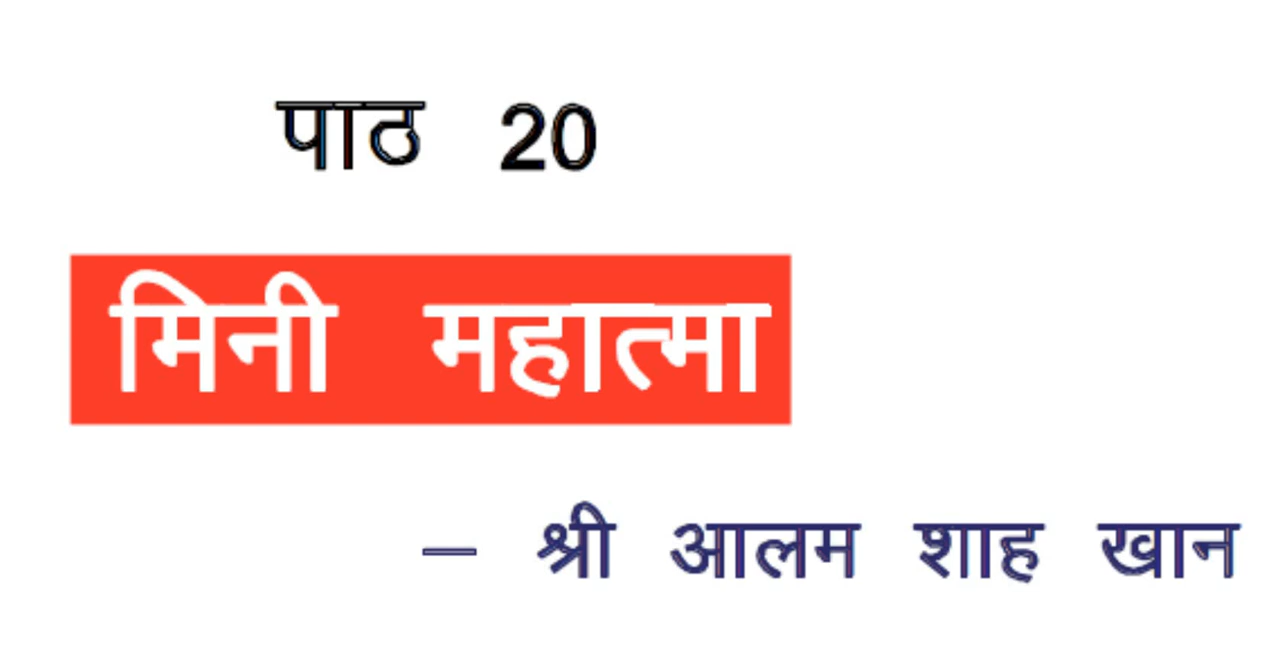 पाठ 20
मिनी महात्मा
– श्री आलम शाह खान